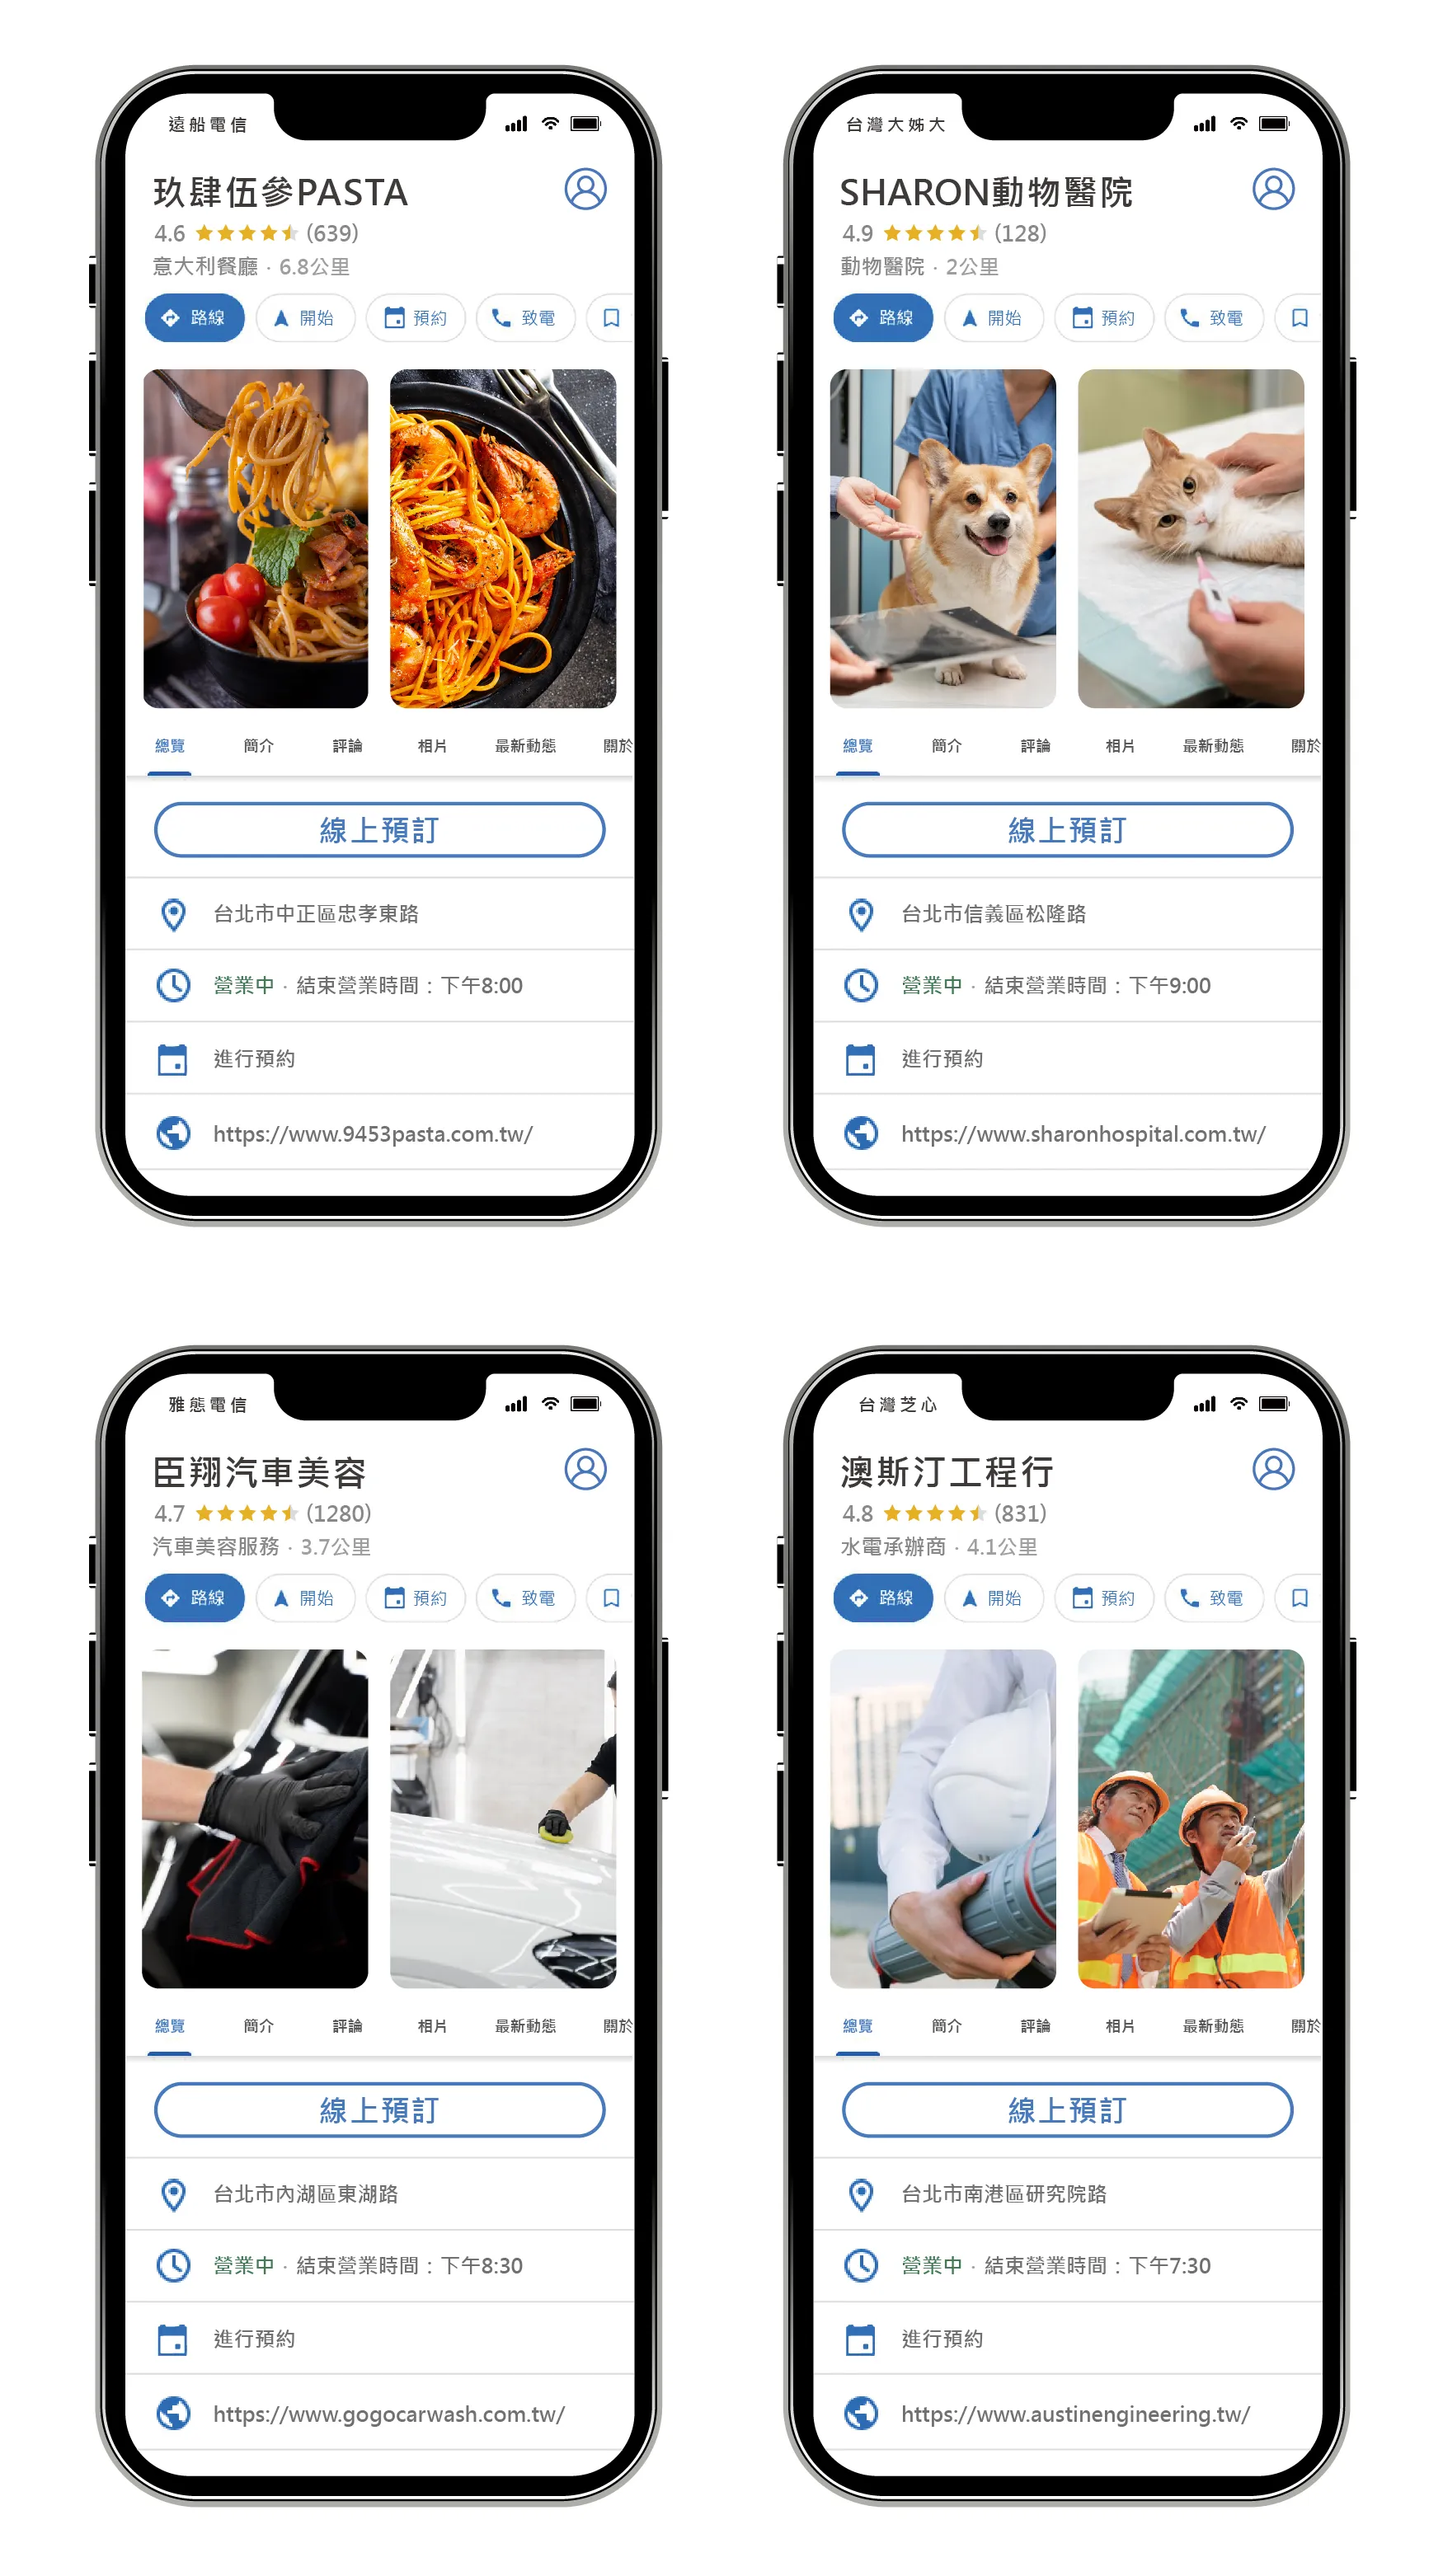 遠船電信
玖肆伍參PASTA
4.6 (639)
意大利餐廳 · 6.8公里
路線 開始 預約 致電
總覽 簡介 評論 相片 最新動態 關於
線上預訂
台北市中正區忠孝東路
營業中 · 結束營業時間：下午8:00
進行預約
https://www.9453pasta.com.tw/
台灣大姊大
SHARON動物醫院
4.9 (128)
動物醫院 · 2公里
路線 開始 預約 致電
總覽 簡介 評論 相片 最新動態 關於
線上預訂
台北市信義區松隆路
營業中 · 結束營業時間：下午9:00
進行預約
https://www.sharonhospital.com.tw/
雅態電信
臣翔汽車美容
4.7 (1280)
汽車美容服務 · 3.7公里
路線 開始 預約 致電
總覽 簡介 評論 相片 最新動態 關於
線上預訂
台北市內湖區東湖路
營業中 · 結束營業時間：下午8:30
進行預約
https://www.gogocarwash.com.tw/
台灣芝心
澳斯汀工程行
4.8 (831)
水電承辦商 · 4.1公里
路線 開始 預約 致電
總覽 簡介 評論 相片 最新動態 關於
線上預訂
台北市南港區研究院路
營業中 · 結束營業時間：下午7:30
進行預約
https://www.austinengineering.tw/